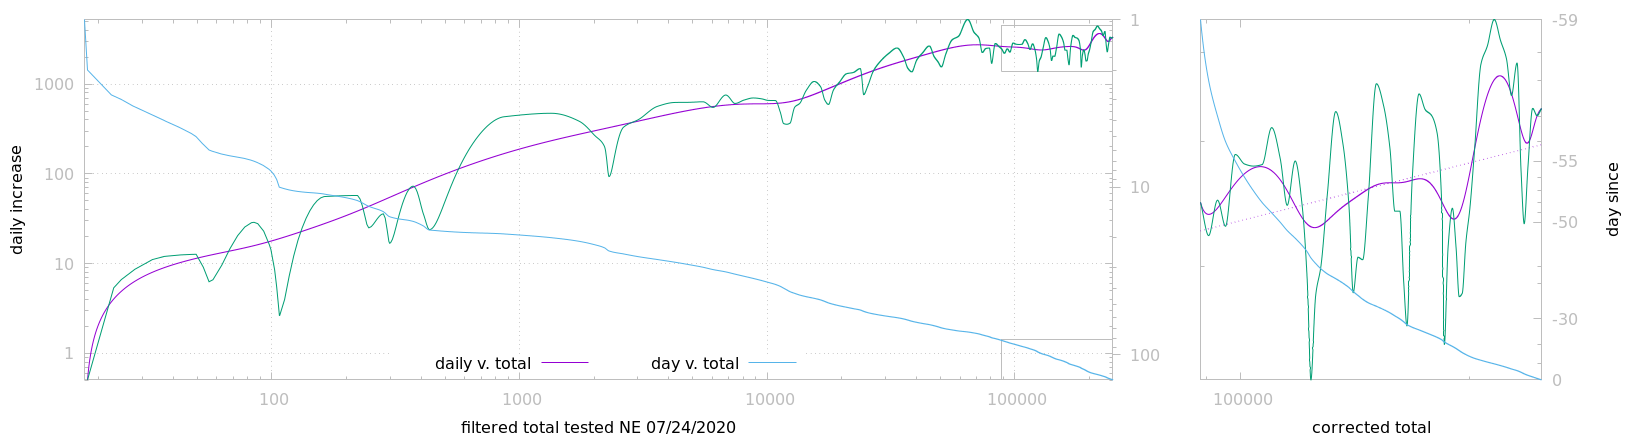 daily increase
1000
100
10
1
1
10
100
daily v. total
day v. total
100
1000
10000
100000
filtered total tested NE 07/24/2020
-59
-55
-50
-30
0
day since
100000
corrected total